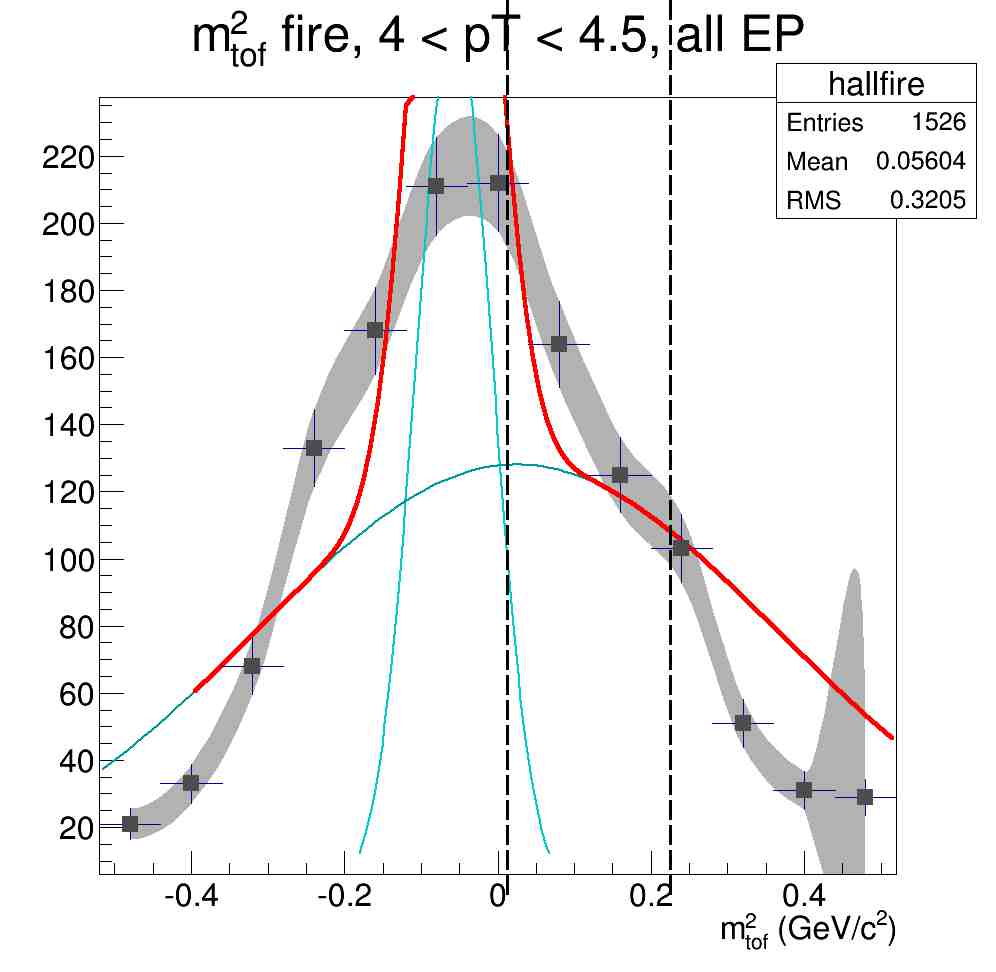 m²tof fire, 4 < pT < 4.5, all EP
hallfire
Entries 1526
Mean 0.05604
RMS 0.3205
220
200
180
160
140
120
100
80
60
40
20
-0.4 -0.2 0 0.2 0.4
m²tof (GeV/c²)